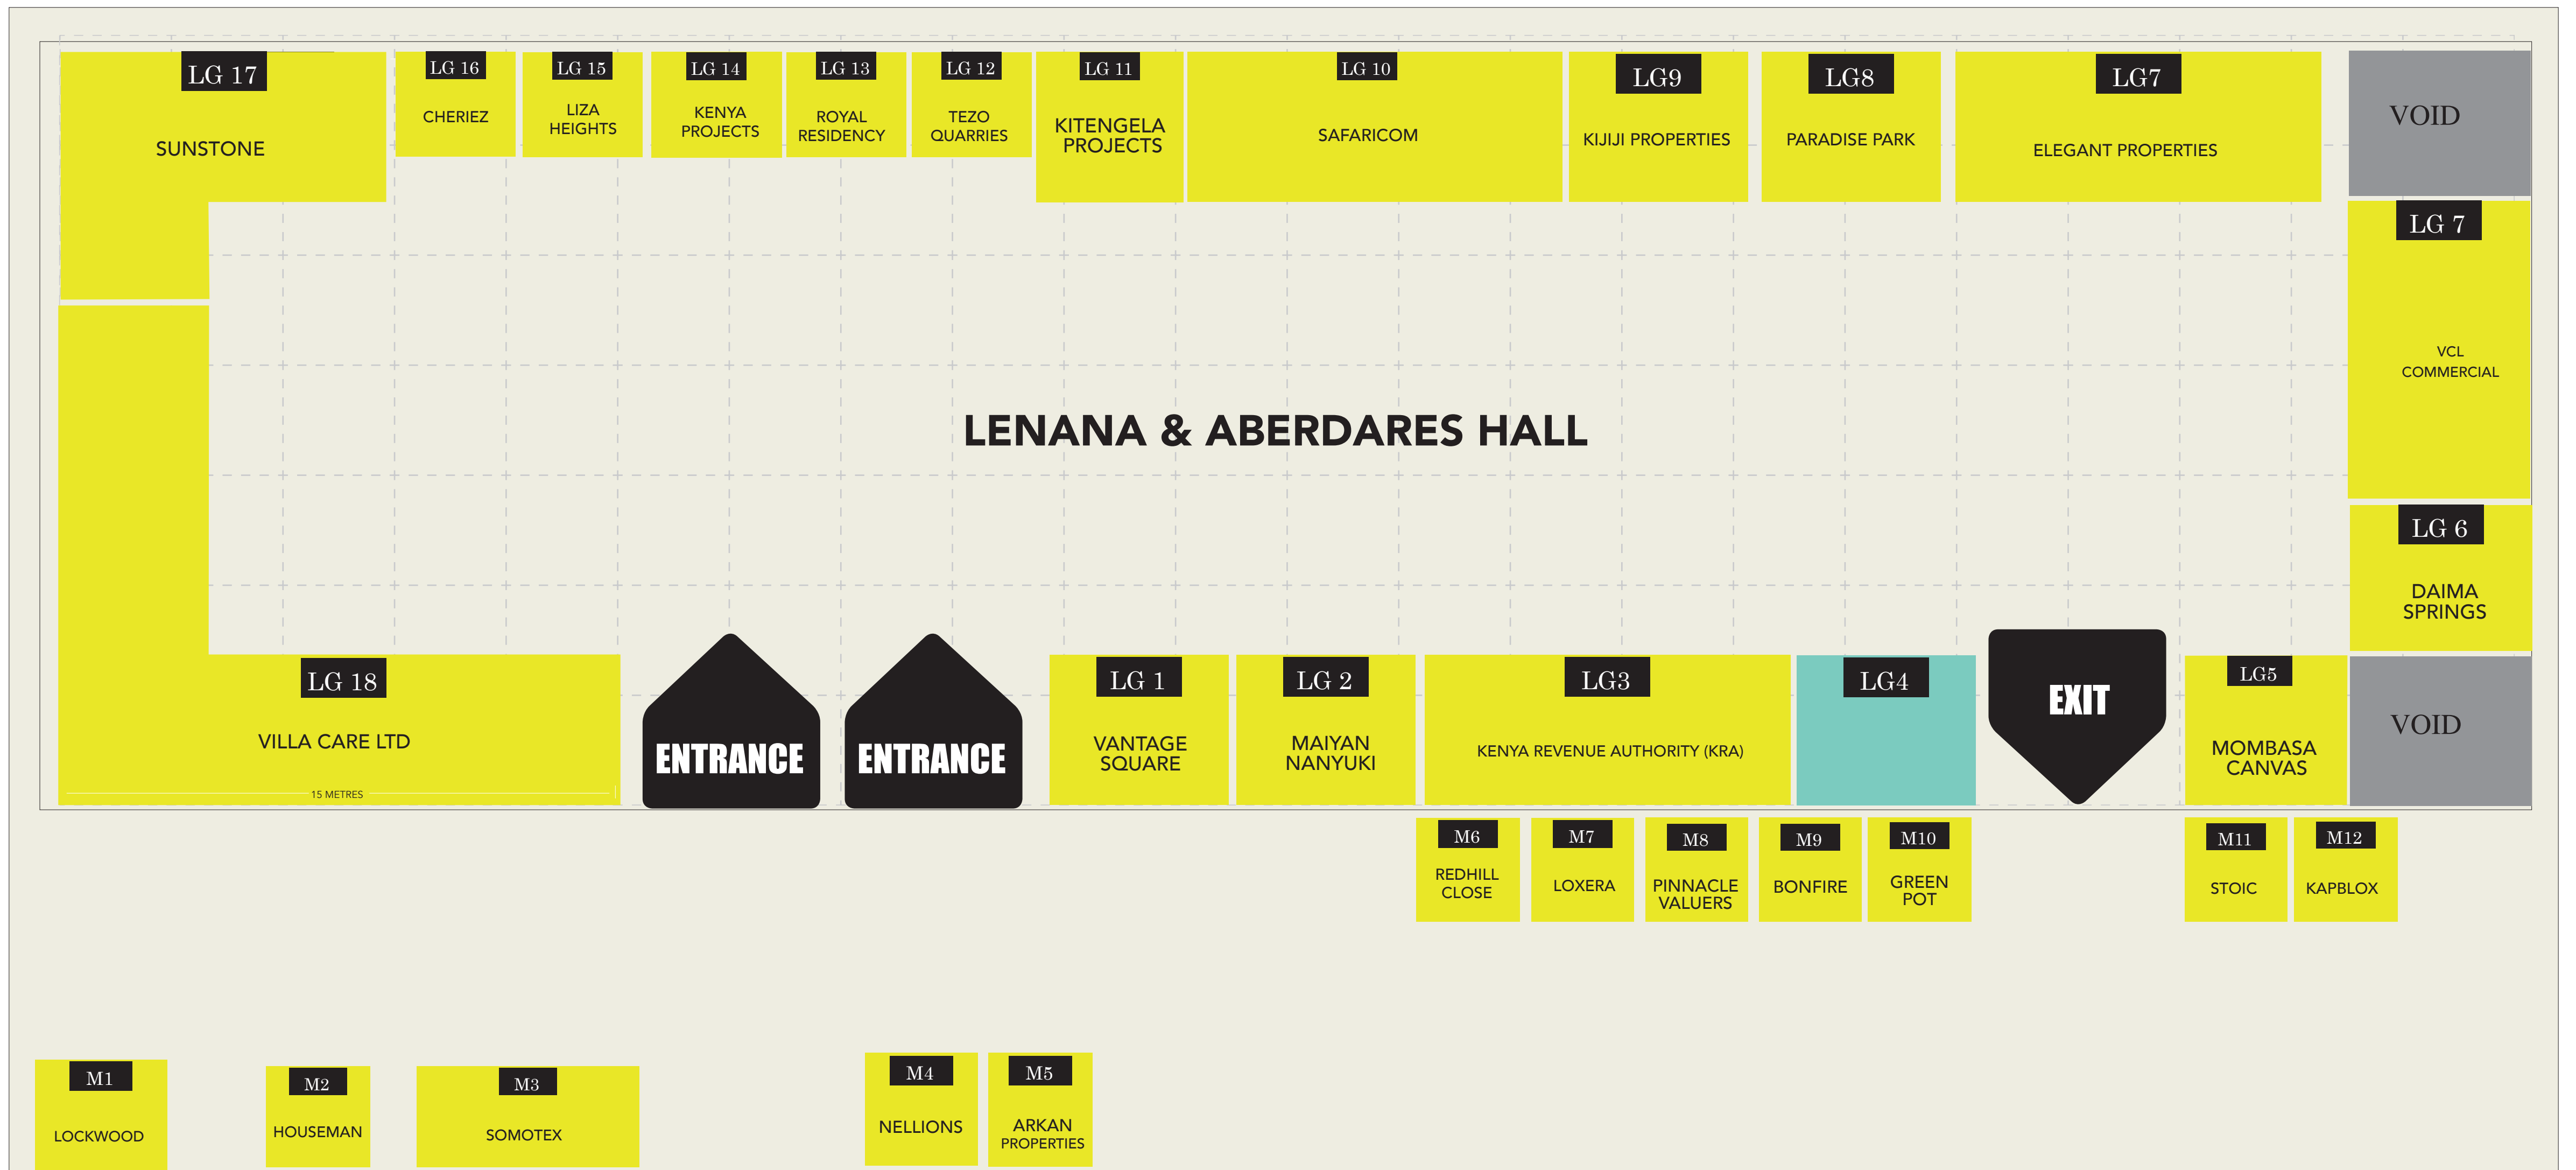 LG 17
SUNSTONE
LG 16
CHERIEZ
LG 15
LIZA
HEIGHTS
LG 14
KENYA
PROJECTS
LG 13
ROYAL
RESIDENCY
LG 12
TEZO
QUARRIES
LG 11
KITENGELA
PROJECTS
LG 10
SAFARICOM
LG9
KIJIJI PROPERTIES
LG8
PARADISE PARK
LG7
ELEGANT PROPERTIES
VOID
LG 7
VCL
COMMERCIAL
LENANA & ABERDARES HALL
LG 6
DAIMA
SPRINGS
LG 18
VILLA CARE LTD
15 METRES
ENTRANCE
ENTRANCE
LG 1
VANTAGE
SQUARE
LG 2
MAIYAN
NANYUKI
LG3
KENYA REVENUE AUTHORITY (KRA)
LG4
EXIT
LG5
MOMBASA
CANVAS
VOID
M6
REDHILL
CLOSE
M7
LOXERA
M8
PINNACLE
VALUERS
M9
BONFIRE
M10
GREEN
POT
M11
STOIC
M12
KAPBLOX
M1
LOCKWOOD
M2
HOUSEMAN
M3
SOMOTEX
M4
NELLIONS
M5
ARKAN
PROPERTIES